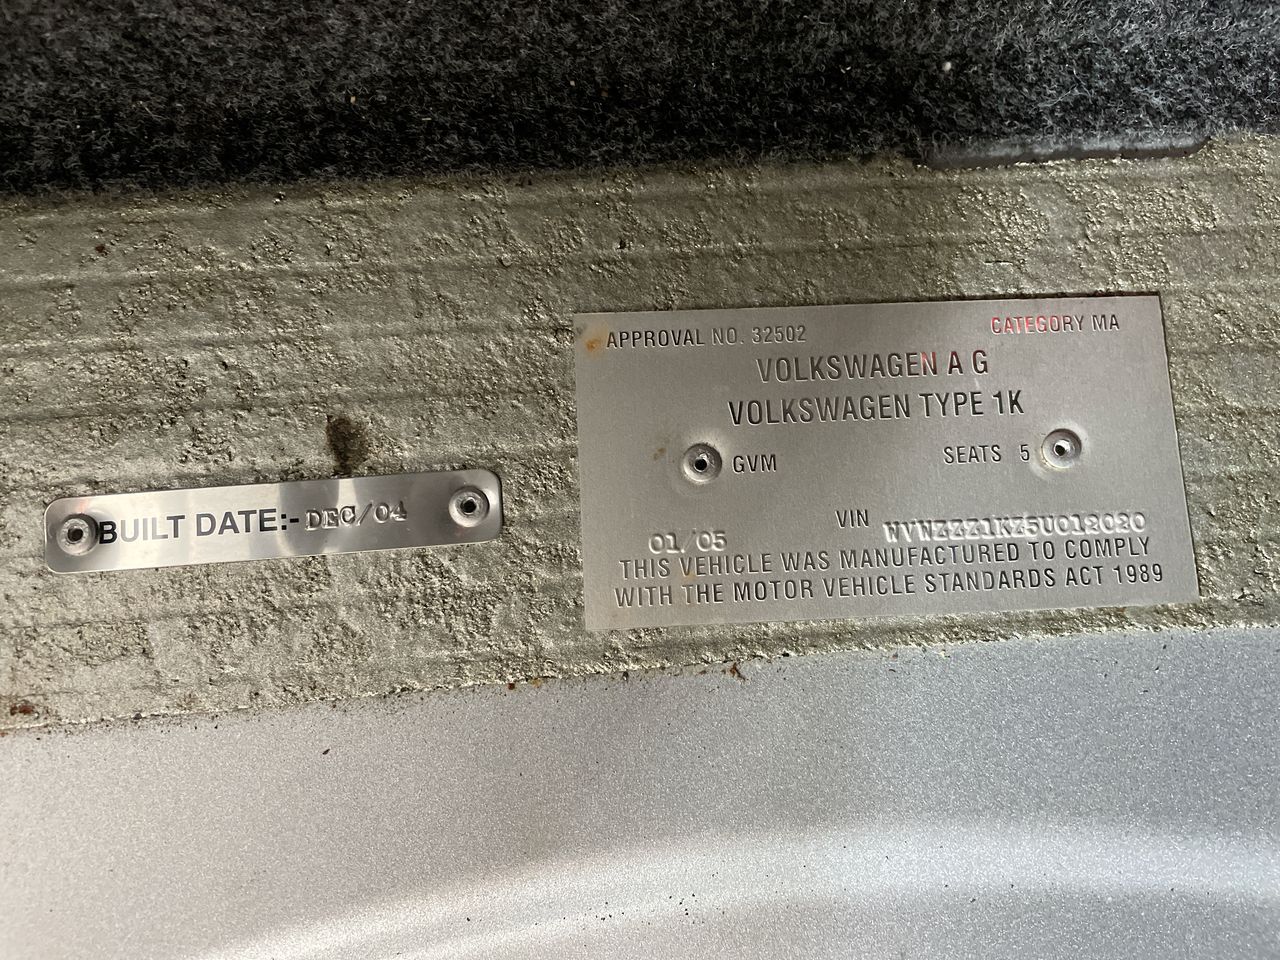 BUILT DATE:- DEC/04
APPROVAL NO. 32502 CATEGORY MA
VOLKSWAGEN A G
VOLKSWAGEN TYPE 1K
GVM SEATS 5
VIN
01/05 WVWZZZ1KZ5U012020
THIS VEHICLE WAS MANUFACTURED TO COMPLY
WITH THE MOTOR VEHICLE STANDARDS ACT 1989